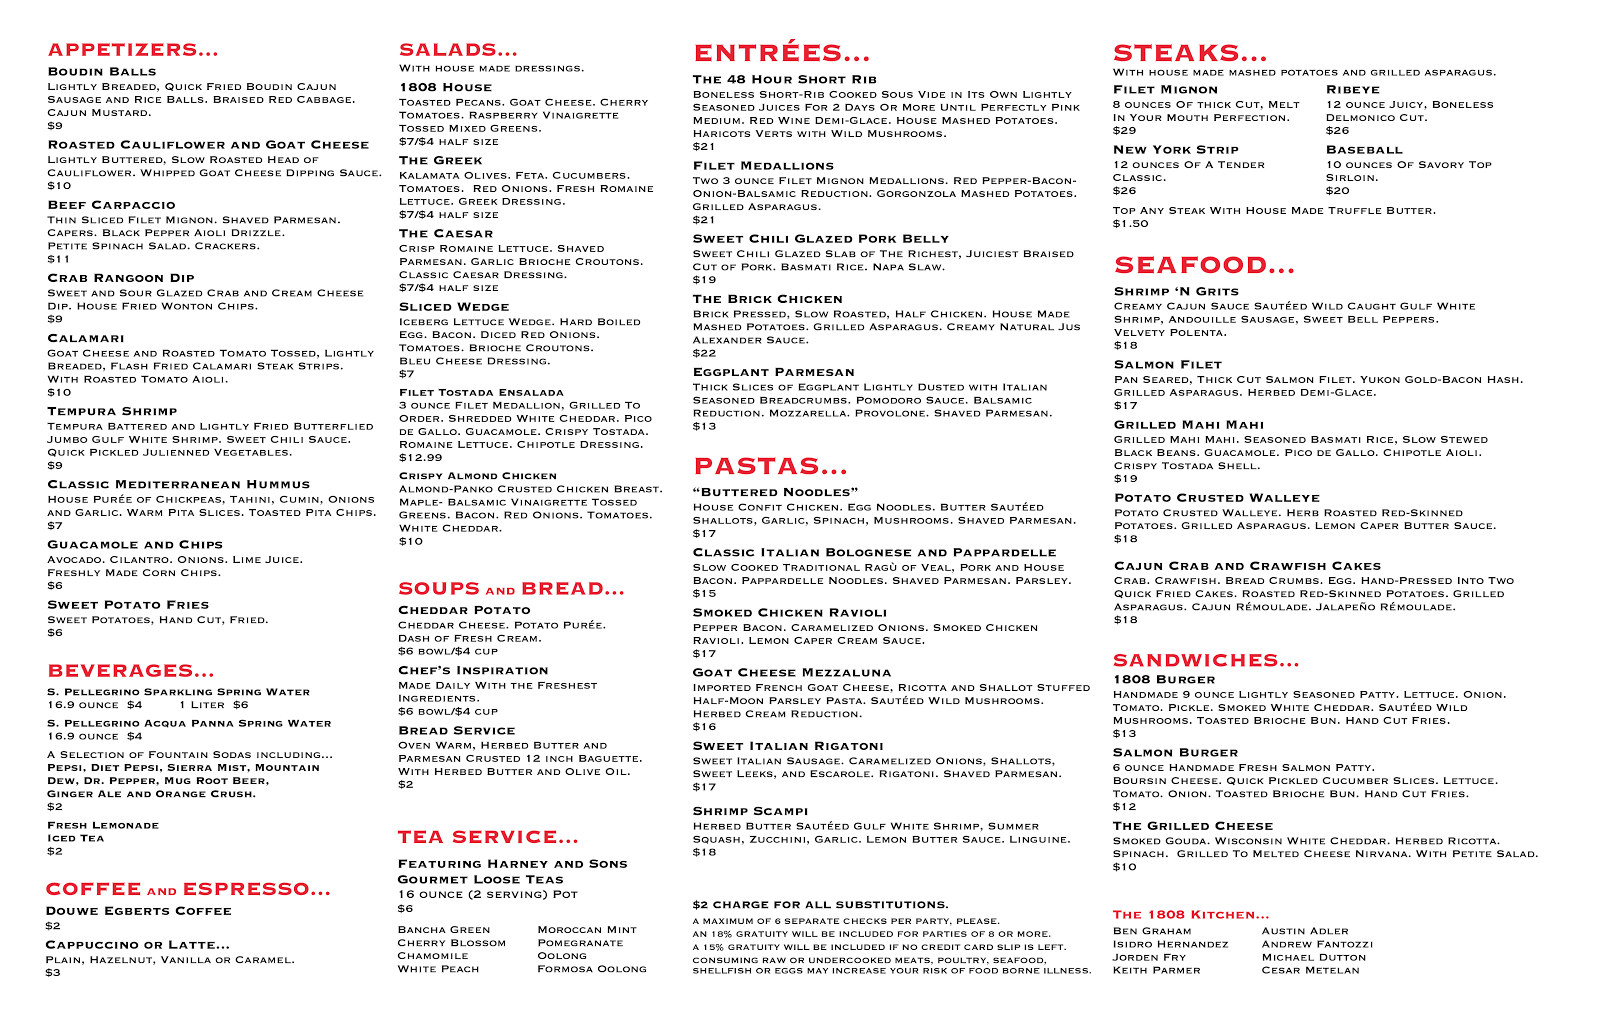 APPETIZERS...
BOUDIN BALLS
LIGHTLY BREADED, QUICK FRIED BOUDIN CAJUN
SAUSAGE AND RICE BALLS. BRAISED RED CABBAGE.
CAJUN MUSTARD.
$9
ROASTED CAULIFLOWER AND GOAT CHEESE
LIGHTLY BUTTERED, SLOW ROASTED HEAD OF
CAULIFLOWER. WHIPPED GOAT CHEESE DIPPING SAUCE.
$10
BEEF CARPACCIO
THIN SLICED FILET MIGNON. SHAVED PARMESAN.
CAPERS. BLACK PEPPER AIOLI DRIZZLE.
PETITE SPINACH SALAD. CRACKERS.
$11
CRAB RANGOON DIP
SWEET AND SOUR GLAZED CRAB AND CREAM CHEESE
DIP. HOUSE FRIED WONTON CHIPS.
$9
CALAMARI
GOAT CHEESE AND ROASTED TOMATO TOSSED, LIGHTLY
BREADED, FLASH FRIED CALAMARI STEAK STRIPS.
WITH ROASTED TOMATO AIOLI.
$10
TEMPURA SHRIMP
TEMPURA BATTERED AND LIGHTLY FRIED BUTTERFLIED
JUMBO GULF WHITE SHRIMP. SWEET CHILI SAUCE.
QUICK PICKLED JULIENNED VEGETABLES.
$9
CLASSIC MEDITERRANEAN HUMMUS
HOUSE PURÉE OF CHICKPEAS, TAHINI, CUMIN, ONIONS
AND GARLIC. WARM PITA SLICES. TOASTED PITA CHIPS.
$7
GUACAMOLE AND CHIPS
AVOCADO. CILANTRO. ONIONS. LIME JUICE.
FRESHLY MADE CORN CHIPS.
$6
SWEET POTATO FRIES
SWEET POTATOES, HAND CUT, FRIED.
$6
BEVERAGES...
S. PELLEGRINO SPARKLING SPRING WATER
16.9 OUNCE $4 1 LITER $6
S. PELLEGRINO ACQUA PANNA SPRING WATER
16.9 OUNCE $4
A SELECTION OF FOUNTAIN SODAS INCLUDING...
PEPSI, DIET PEPSI, SIERRA MIST, MOUNTAIN
DEW, DR. PEPPER, MUG ROOT BEER,
GINGER ALE AND ORANGE CRUSH.
$2
FRESH LEMONADE
ICED TEA
$2
COFFEE AND ESPRESSO...
DOUWE EGBERTS COFFEE
$2
CAPPUCCINO OR LATTE...
PLAIN, HAZELNUT, VANILLA OR CARAMEL.
$3
SALADS...
WITH HOUSE MADE DRESSINGS.
1808 HOUSE
TOASTED PECANS. GOAT CHEESE. CHERRY
TOMATOES. RASPBERRY VINAIGRETTE
TOSSED MIXED GREENS.
$7/$4 HALF SIZE
THE GREEK
KALAMATA OLIVES. FETA. CUCUMBERS.
TOMATOES. RED ONIONS. FRESH ROMAINE
LETTUCE. GREEK DRESSING.
$7/$4 HALF SIZE
THE CAESAR
CRISP ROMAINE LETTUCE. SHAVED
PARMESAN. GARLIC BRIOCHE CROUTONS.
CLASSIC CAESAR DRESSING.
$7/$4 HALF SIZE
SLICED WEDGE
ICEBERG LETTUCE WEDGE. HARD BOILED
EGG. BACON. DICED RED ONIONS.
TOMATOES. BRIOCHE CROUTONS.
BLEU CHEESE DRESSING.
$7
FILET TOSTADA ENSALADA
3 OUNCE FILET MEDALLION, GRILLED TO
ORDER. SHREDDED WHITE CHEDDAR. PICO
DE GALLO. GUACAMOLE. CRISPY TOSTADA.
ROMAINE LETTUCE. CHIPOTLE DRESSING.
$12.99
CRISPY ALMOND CHICKEN
ALMOND-PANKO CRUSTED CHICKEN BREAST.
MAPLE- BALSAMIC VINAIGRETTE TOSSED
GREENS. BACON. RED ONIONS. TOMATOES.
WHITE CHEDDAR.
$10
SOUPS AND BREAD...
CHEDDAR POTATO
CHEDDAR CHEESE. POTATO PURÉE.
DASH OF FRESH CREAM.
$6 BOWL/$4 CUP
CHEF'S INSPIRATION
MADE DAILY WITH THE FRESHEST
INGREDIENTS.
$6 BOWL/$4 CUP
BREAD SERVICE
OVEN WARM, HERBED BUTTER AND
PARMESAN CRUSTED 12 INCH BAGUETTE.
WITH HERBED BUTTER AND OLIVE OIL.
$2
TEA SERVICE...
FEATURING HARNEY AND SONS
GOURMET LOOSE TEAS
16 OUNCE (2 SERVING) POT
$6
BANCHA GREEN MOROCCAN MINT
CHERRY BLOSSOM POMEGRANATE
CHAMOMILE OOLONG
WHITE PEACH FORMOSA OOLONG
ENTRÉES...
THE 48 HOUR SHORT RIB
BONELESS SHORT-RIB COOKED SOUS VIDE IN ITS OWN LIGHTLY
SEASONED JUICES FOR 2 DAYS OR MORE UNTIL PERFECTLY PINK
MEDIUM. RED WINE DEMI-GLACE. HOUSE MASHED POTATOES.
HARICOTS VERTS WITH WILD MUSHROOMS.
$21
FILET MEDALLIONS
TWO 3 OUNCE FILET MIGNON MEDALLIONS. RED PEPPER-BACON-
ONION-BALSAMIC REDUCTION. GORGONZOLA MASHED POTATOES.
GRILLED ASPARAGUS.
$21
SWEET CHILI GLAZED PORK BELLY
SWEET CHILI GLAZED SLAB OF THE RICHEST, JUICIEST BRAISED
CUT OF PORK. BASMATI RICE. NAPA SLAW.
$19
THE BRICK CHICKEN
BRICK PRESSED, SLOW ROASTED, HALF CHICKEN. HOUSE MADE
MASHED POTATOES. GRILLED ASPARAGUS. CREAMY NATURAL JUS
ALEXANDER SAUCE.
$22
EGGPLANT PARMESAN
THICK SLICES OF EGGPLANT LIGHTLY DUSTED WITH ITALIAN
SEASONED BREADCRUMBS. POMODORO SAUCE. BALSAMIC
REDUCTION. MOZZARELLA. PROVOLONE. SHAVED PARMESAN.
$13
PASTAS...
"BUTTERED NOODLES"
HOUSE CONFIT CHICKEN. EGG NOODLES. BUTTER SAUTÉED
SHALLOTS, GARLIC, SPINACH, MUSHROOMS. SHAVED PARMESAN.
$17
CLASSIC ITALIAN BOLOGNESE AND PAPPARDELLE
SLOW COOKED TRADITIONAL RAGÙ OF VEAL, PORK AND HOUSE
BACON. PAPPARDELLE NOODLES. SHAVED PARMESAN. PARSLEY.
$15
SMOKED CHICKEN RAVIOLI
PEPPER BACON. CARAMELIZED ONIONS. SMOKED CHICKEN
RAVIOLI. LEMON CAPER CREAM SAUCE.
$17
GOAT CHEESE MEZZALUNA
IMPORTED FRENCH GOAT CHEESE, RICOTTA AND SHALLOT STUFFED
HALF-MOON PARSLEY PASTA. SAUTÉED WILD MUSHROOMS.
HERBED CREAM REDUCTION.
$16
SWEET ITALIAN RIGATONI
SWEET ITALIAN SAUSAGE. CARAMELIZED ONIONS, SHALLOTS,
SWEET LEEKS, AND ESCAROLE. RIGATONI. SHAVED PARMESAN.
$17
SHRIMP SCAMPI
HERBED BUTTER SAUTÉED GULF WHITE SHRIMP, SUMMER
SQUASH, ZUCCHINI, GARLIC. LEMON BUTTER SAUCE. LINGUINE.
$18
$2 CHARGE FOR ALL SUBSTITUTIONS.
A MAXIMUM OF 6 SEPARATE CHECKS PER PARTY, PLEASE.
AN 18% GRATUITY WILL BE INCLUDED FOR PARTIES OF 8 OR MORE.
A 15% GRATUITY WILL BE INCLUDED IF NO CREDIT CARD SLIP IS LEFT.
CONSUMING RAW OR UNDERCOOKED MEATS, POULTRY, SEAFOOD,
SHELLFISH OR EGGS MAY INCREASE YOUR RISK OF FOOD BORNE ILLNESS.
STEAKS...
WITH HOUSE MADE MASHED POTATOES AND GRILLED ASPARAGUS.
FILET MIGNON
8 OUNCES OF THICK CUT, MELT
IN YOUR MOUTH PERFECTION.
$29
RIBEYE
12 OUNCE JUICY, BONELESS
DELMONICO CUT.
$26
NEW YORK STRIP
12 OUNCES OF A TENDER
CLASSIC.
$26
BASEBALL
10 OUNCES OF SAVORY TOP
SIRLOIN.
$20
TOP ANY STEAK WITH HOUSE MADE TRUFFLE BUTTER.
$1.50
SEAFOOD...
SHRIMP 'N GRITS
CREAMY CAJUN SAUCE SAUTÉED WILD CAUGHT GULF WHITE
SHRIMP, ANDOUILLE SAUSAGE, SWEET BELL PEPPERS.
VELVETY POLENTA.
$18
SALMON FILET
PAN SEARED, THICK CUT SALMON FILET. YUKON GOLD-BACON HASH.
GRILLED ASPARAGUS. HERBED DEMI-GLACE.
$17
GRILLED MAHI MAHI
GRILLED MAHI MAHI. SEASONED BASMATI RICE, SLOW STEWED
BLACK BEANS. GUACAMOLE. PICO DE GALLO. CHIPOTLE AIOLI.
CRISPY TOSTADA SHELL.
$19
POTATO CRUSTED WALLEYE
POTATO CRUSTED WALLEYE. HERB ROASTED RED-SKINNED
POTATOES. GRILLED ASPARAGUS. LEMON CAPER BUTTER SAUCE.
$18
CAJUN CRAB AND CRAWFISH CAKES
CRAB. CRAWFISH. BREAD CRUMBS. EGG. HAND-PRESSED INTO TWO
QUICK FRIED CAKES. ROASTED RED-SKINNED POTATOES. GRILLED
ASPARAGUS. CAJUN RÉMOULADE. JALAPEÑO RÉMOULADE.
$18
SANDWICHES...
1808 BURGER
HANDMADE 9 OUNCE LIGHTLY SEASONED PATTY. LETTUCE. ONION.
TOMATO. PICKLE. SMOKED WHITE CHEDDAR. SAUTÉED WILD
MUSHROOMS. TOASTED BRIOCHE BUN. HAND CUT FRIES.
$13
SALMON BURGER
6 OUNCE HANDMADE FRESH SALMON PATTY.
BOURSIN CHEESE. QUICK PICKLED CUCUMBER SLICES. LETTUCE.
TOMATO. ONION. TOASTED BRIOCHE BUN. HAND CUT FRIES.
$12
THE GRILLED CHEESE
SMOKED GOUDA. WISCONSIN WHITE CHEDDAR. HERBED RICOTTA.
SPINACH. GRILLED TO MELTED CHEESE NIRVANA. WITH PETITE SALAD.
$10
THE 1808 KITCHEN...
BEN GRAHAM AUSTIN ADLER
ISIDRO HERNANDEZ ANDREW FANTOZZI
JORDEN FRY MICHAEL DUTTON
KEITH PARMER CESAR METELAN